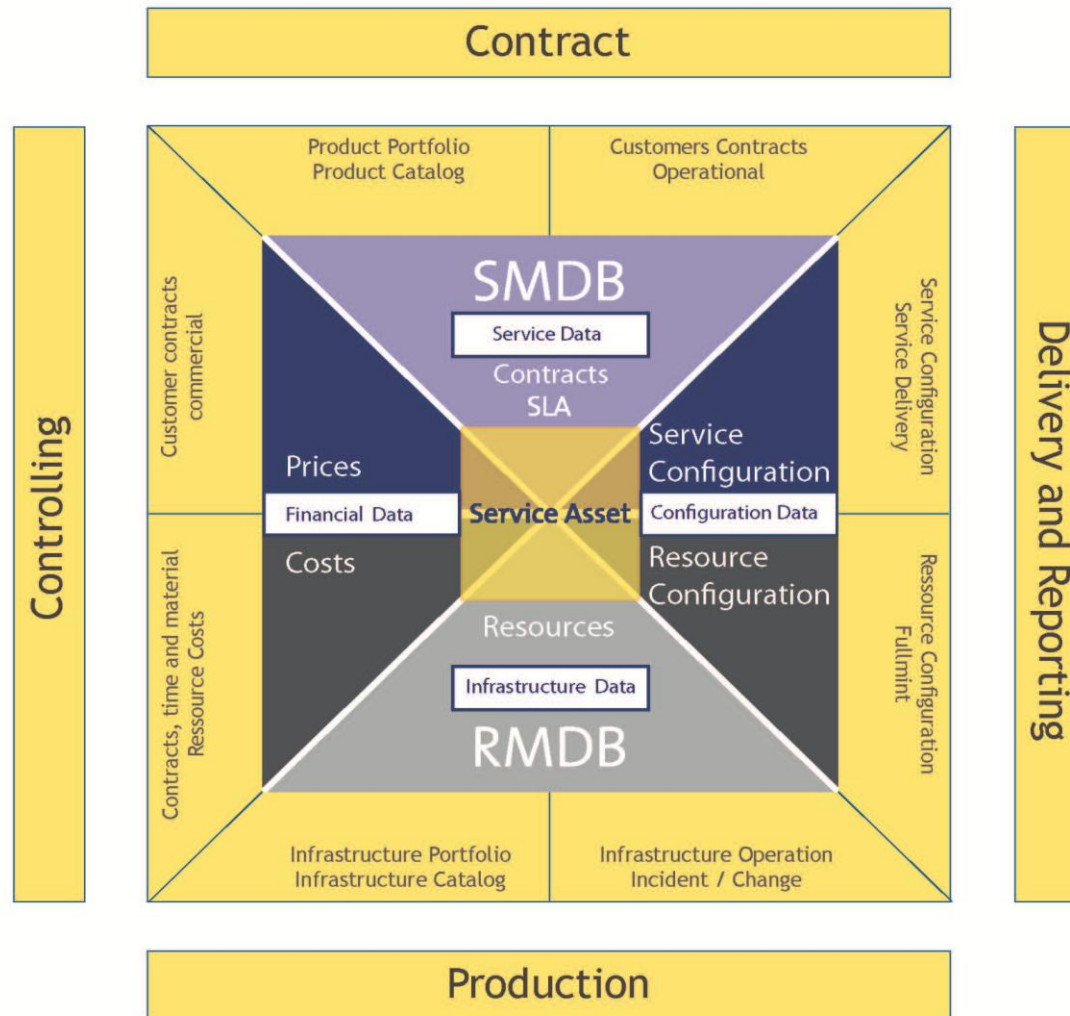 Contract
Product Portfolio
Product Catalog
Customers Contracts
Operational
Controlling
Customer contracts
commercial
Contracts, time and material
Ressource Costs
SMDB
Service Data
Contracts
SLA
Prices
Financial Data
Costs
Service Asset
Service
Configuration
Configuration Data
Resource
Configuration
Resources
Infrastructure Data
RMDB
Service Configuration
Service Delivery
Ressource Configuration
Fullmint
Delivery and Reporting
Infrastructure Portfolio
Infrastructure Catalog
Infrastructure Operation
Incident / Change
Production